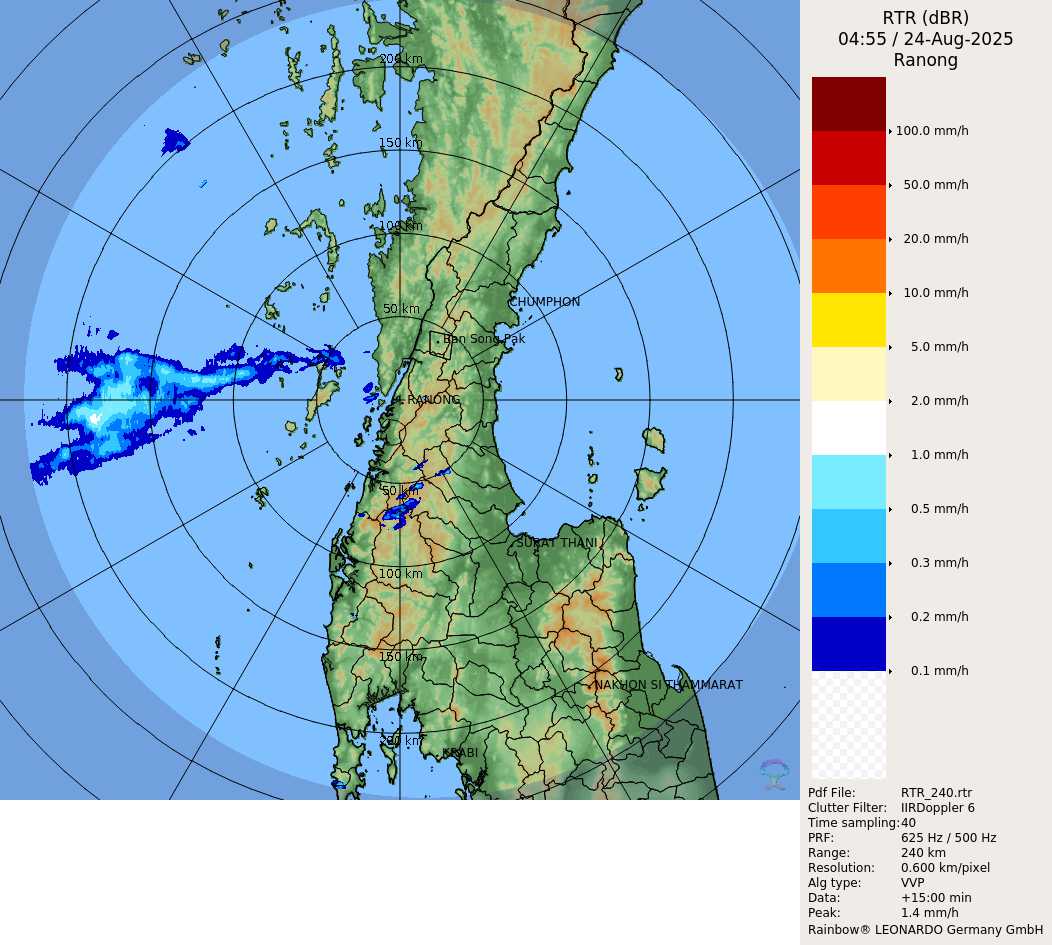 RTR (dBR)
04:55 / 24-Aug-2025
Ranong
200 km
150 km
100 km
50 km
CHUMPHON
Ban Song Pak
RANONG
50 km
SURAT THANI
100 km
150 km
NAKHON SI THAMMARAT
200 km
KRABI
100.0 mm/h
50.0 mm/h
20.0 mm/h
10.0 mm/h
5.0 mm/h
2.0 mm/h
1.0 mm/h
0.5 mm/h
0.3 mm/h
0.2 mm/h
0.1 mm/h
Pdf File: RTR_240.rtr
Clutter Filter: IIRDoppler 6
Time sampling:40
PRF: 625 Hz / 500 Hz
Range: 240 km
Resolution: 0.600 km/pixel
Alg type: VVP
Data: +15:00 min
Peak: 1.4 mm/h
Rainbow® LEONARDO Germany GmbH